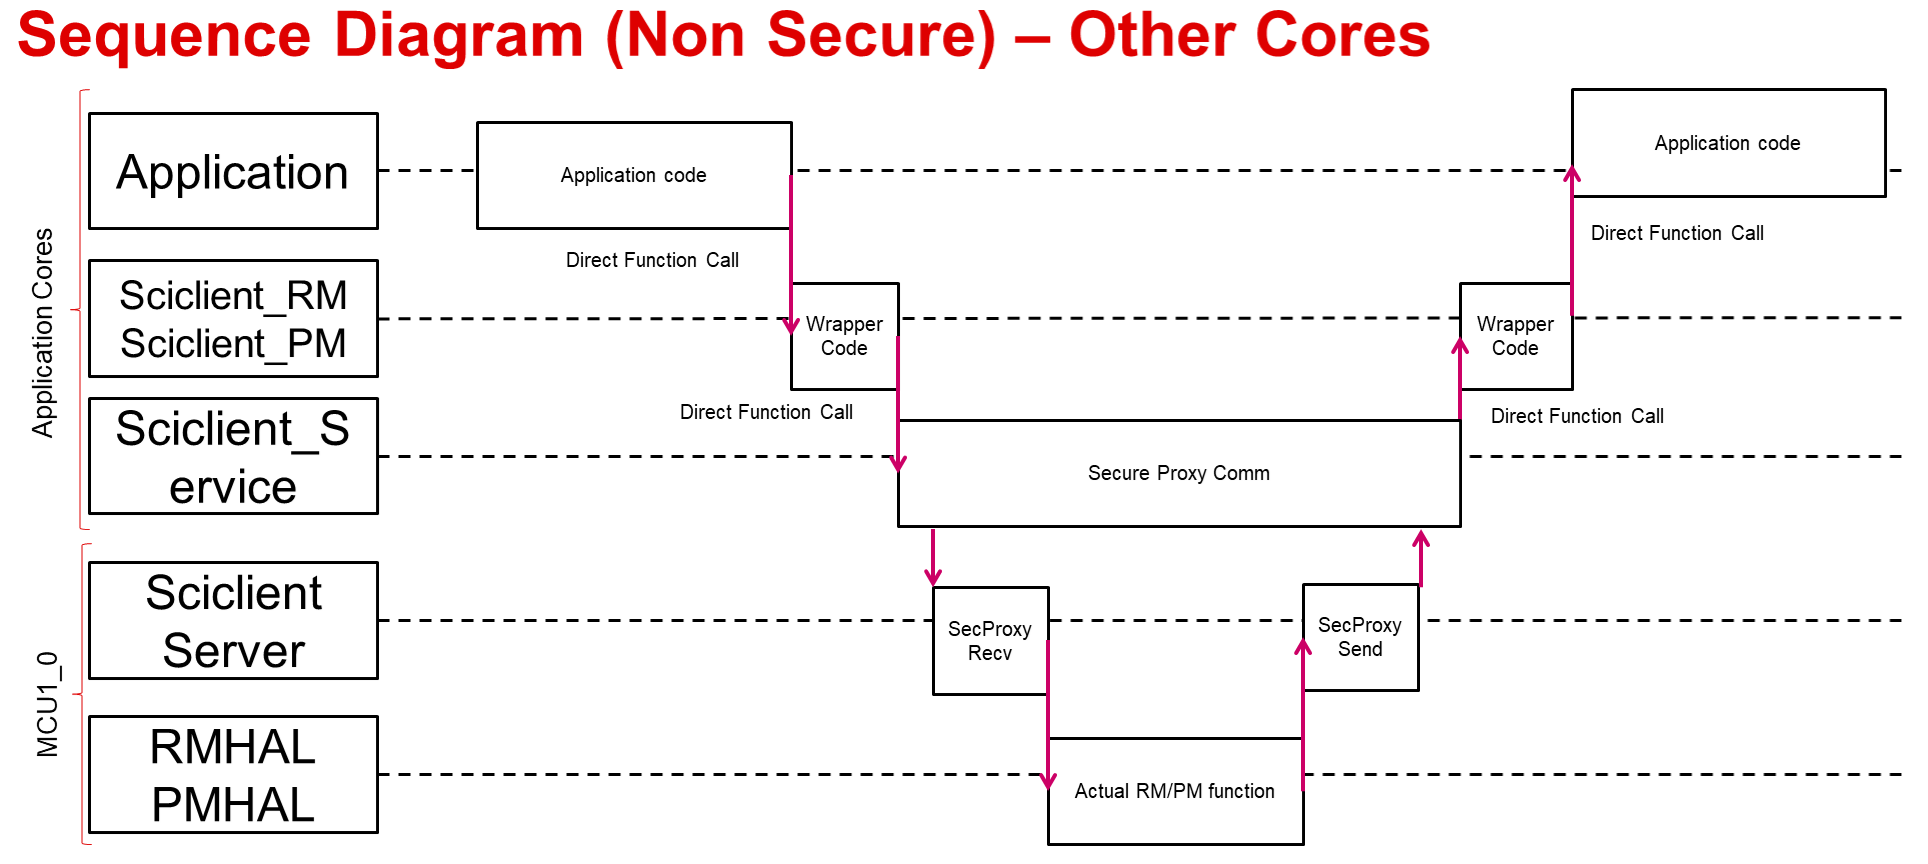 Sequence Diagram (Non Secure) – Other Cores
Application Cores
Application
Application code
Application code
Direct Function Call
Direct Function Call
Sciclient_RM
Sciclient_PM
Wrapper
Code
Wrapper
Code
Direct Function Call
Direct Function Call
Sciclient_S
ervice
Secure Proxy Comm
MCU1_0
Sciclient
Server
SecProxy
Recv
SecProxy
Send
RMHAL
PMHAL
Actual RM/PM function